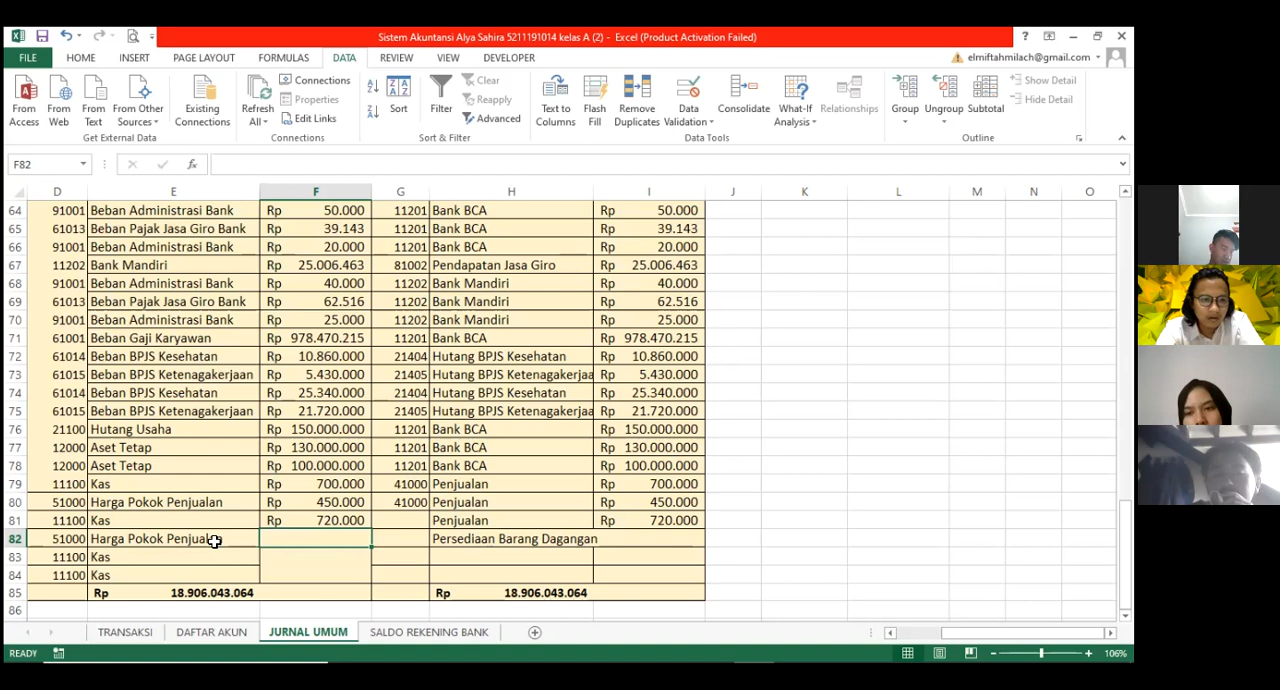 Sistem Akuntansi Alya Sahira 5211191014 kelas A (2) - Excel (Product Activation Failed)
FILE HOME INSERT PAGE LAYOUT FORMULAS DATA REVIEW VIEW DEVELOPER elmiftahmilach@gmail.com
From Access From Web From Text From Other Sources Existing Connections Refresh All Connections Properties Edit Links Sort Filter Clear Reapply Advanced Text to Columns Flash Fill Remove Duplicates Data Validation Consolidate What-If Analysis Relationships Group Ungroup Subtotal Show Detail Hide Detail
Get External Data Connections Sort & Filter Data Tools Outline
F82 fx
D E F G H I J K L M N O
64 91001 Beban Administrasi Bank Rp 50.000 11201 Bank BCA Rp 50.000
65 61013 Beban Pajak Jasa Giro Bank Rp 39.143 11201 Bank BCA Rp 39.143
66 91001 Beban Administrasi Bank Rp 20.000 11201 Bank BCA Rp 20.000
67 11202 Bank Mandiri Rp 25.006.463 81002 Pendapatan Jasa Giro Rp 25.006.463
68 91001 Beban Administrasi Bank Rp 40.000 11202 Bank Mandiri Rp 40.000
69 61013 Beban Pajak Jasa Giro Bank Rp 62.516 11202 Bank Mandiri Rp 62.516
70 91001 Beban Administrasi Bank Rp 25.000 11202 Bank Mandiri Rp 25.000
71 61001 Beban Gaji Karyawan Rp 978.470.215 11201 Bank BCA Rp 978.470.215
72 61014 Beban BPJS Kesehatan Rp 10.860.000 21404 Hutang BPJS Kesehatan Rp 10.860.000
73 61015 Beban BPJS Ketenagakerjaan Rp 5.430.000 21405 Hutang BPJS Ketenagakerjaa Rp 5.430.000
74 61014 Beban BPJS Kesehatan Rp 25.340.000 21404 Hutang BPJS Kesehatan Rp 25.340.000
75 61015 Beban BPJS Ketenagakerjaan Rp 21.720.000 21405 Hutang BPJS Ketenagakerjaa Rp 21.720.000
76 21100 Hutang Usaha Rp 150.000.000 11201 Bank BCA Rp 150.000.000
77 12000 Aset Tetap Rp 130.000.000 11201 Bank BCA Rp 130.000.000
78 12000 Aset Tetap Rp 100.000.000 11201 Bank BCA Rp 100.000.000
79 11100 Kas Rp 700.000 41000 Penjualan Rp 700.000
80 51000 Harga Pokok Penjualan Rp 450.000 41000 Penjualan Rp 450.000
81 11100 Kas Rp 720.000 Penjualan Rp 720.000
82 51000 Harga Pokok Penjualan Persediaan Barang Dagangan
83 11100 Kas
84 11100 Kas
85 Rp 18.906.043.064 Rp 18.906.043.064
86
TRANSAKSI DAFTAR AKUN JURNAL UMUM SALDO REKENING BANK
READY 106%